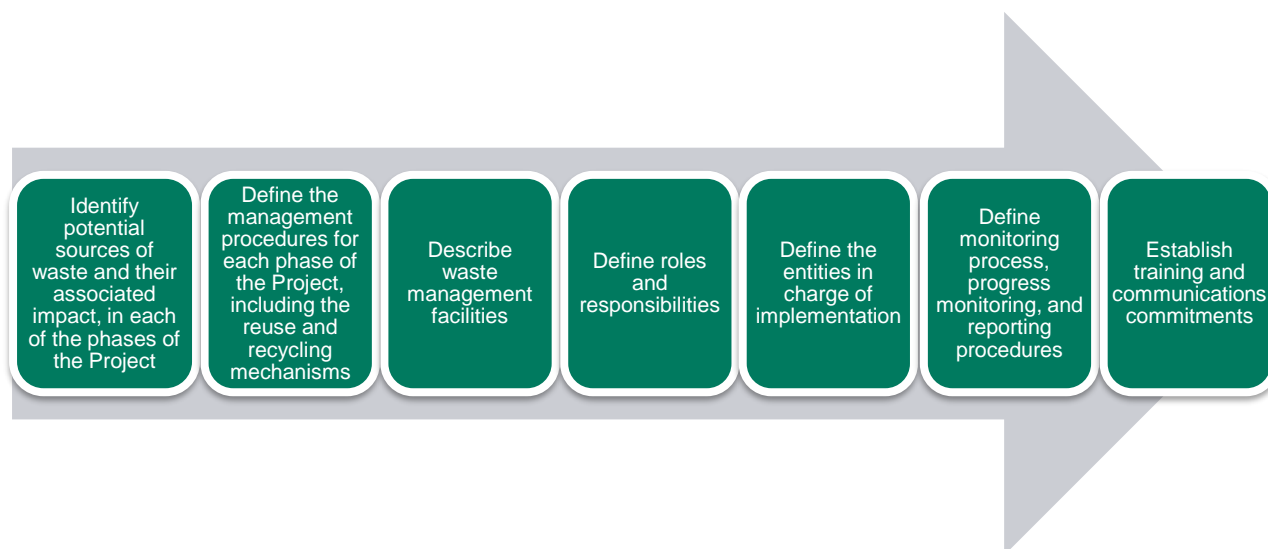 Identify
potential
sources of
waste and their
associated
impact, in each
of the phases of
the Project
Define the
management
procedures for
each phase of
the Project,
including the
reuse and
recycling
mechanisms
Describe
waste
management
facilities
Define roles
and
responsibilities
Define the
entities in
charge of
implementation
Define
monitoring
process,
progress
monitoring, and
reporting
procedures
Establish
training and
communications
commitments